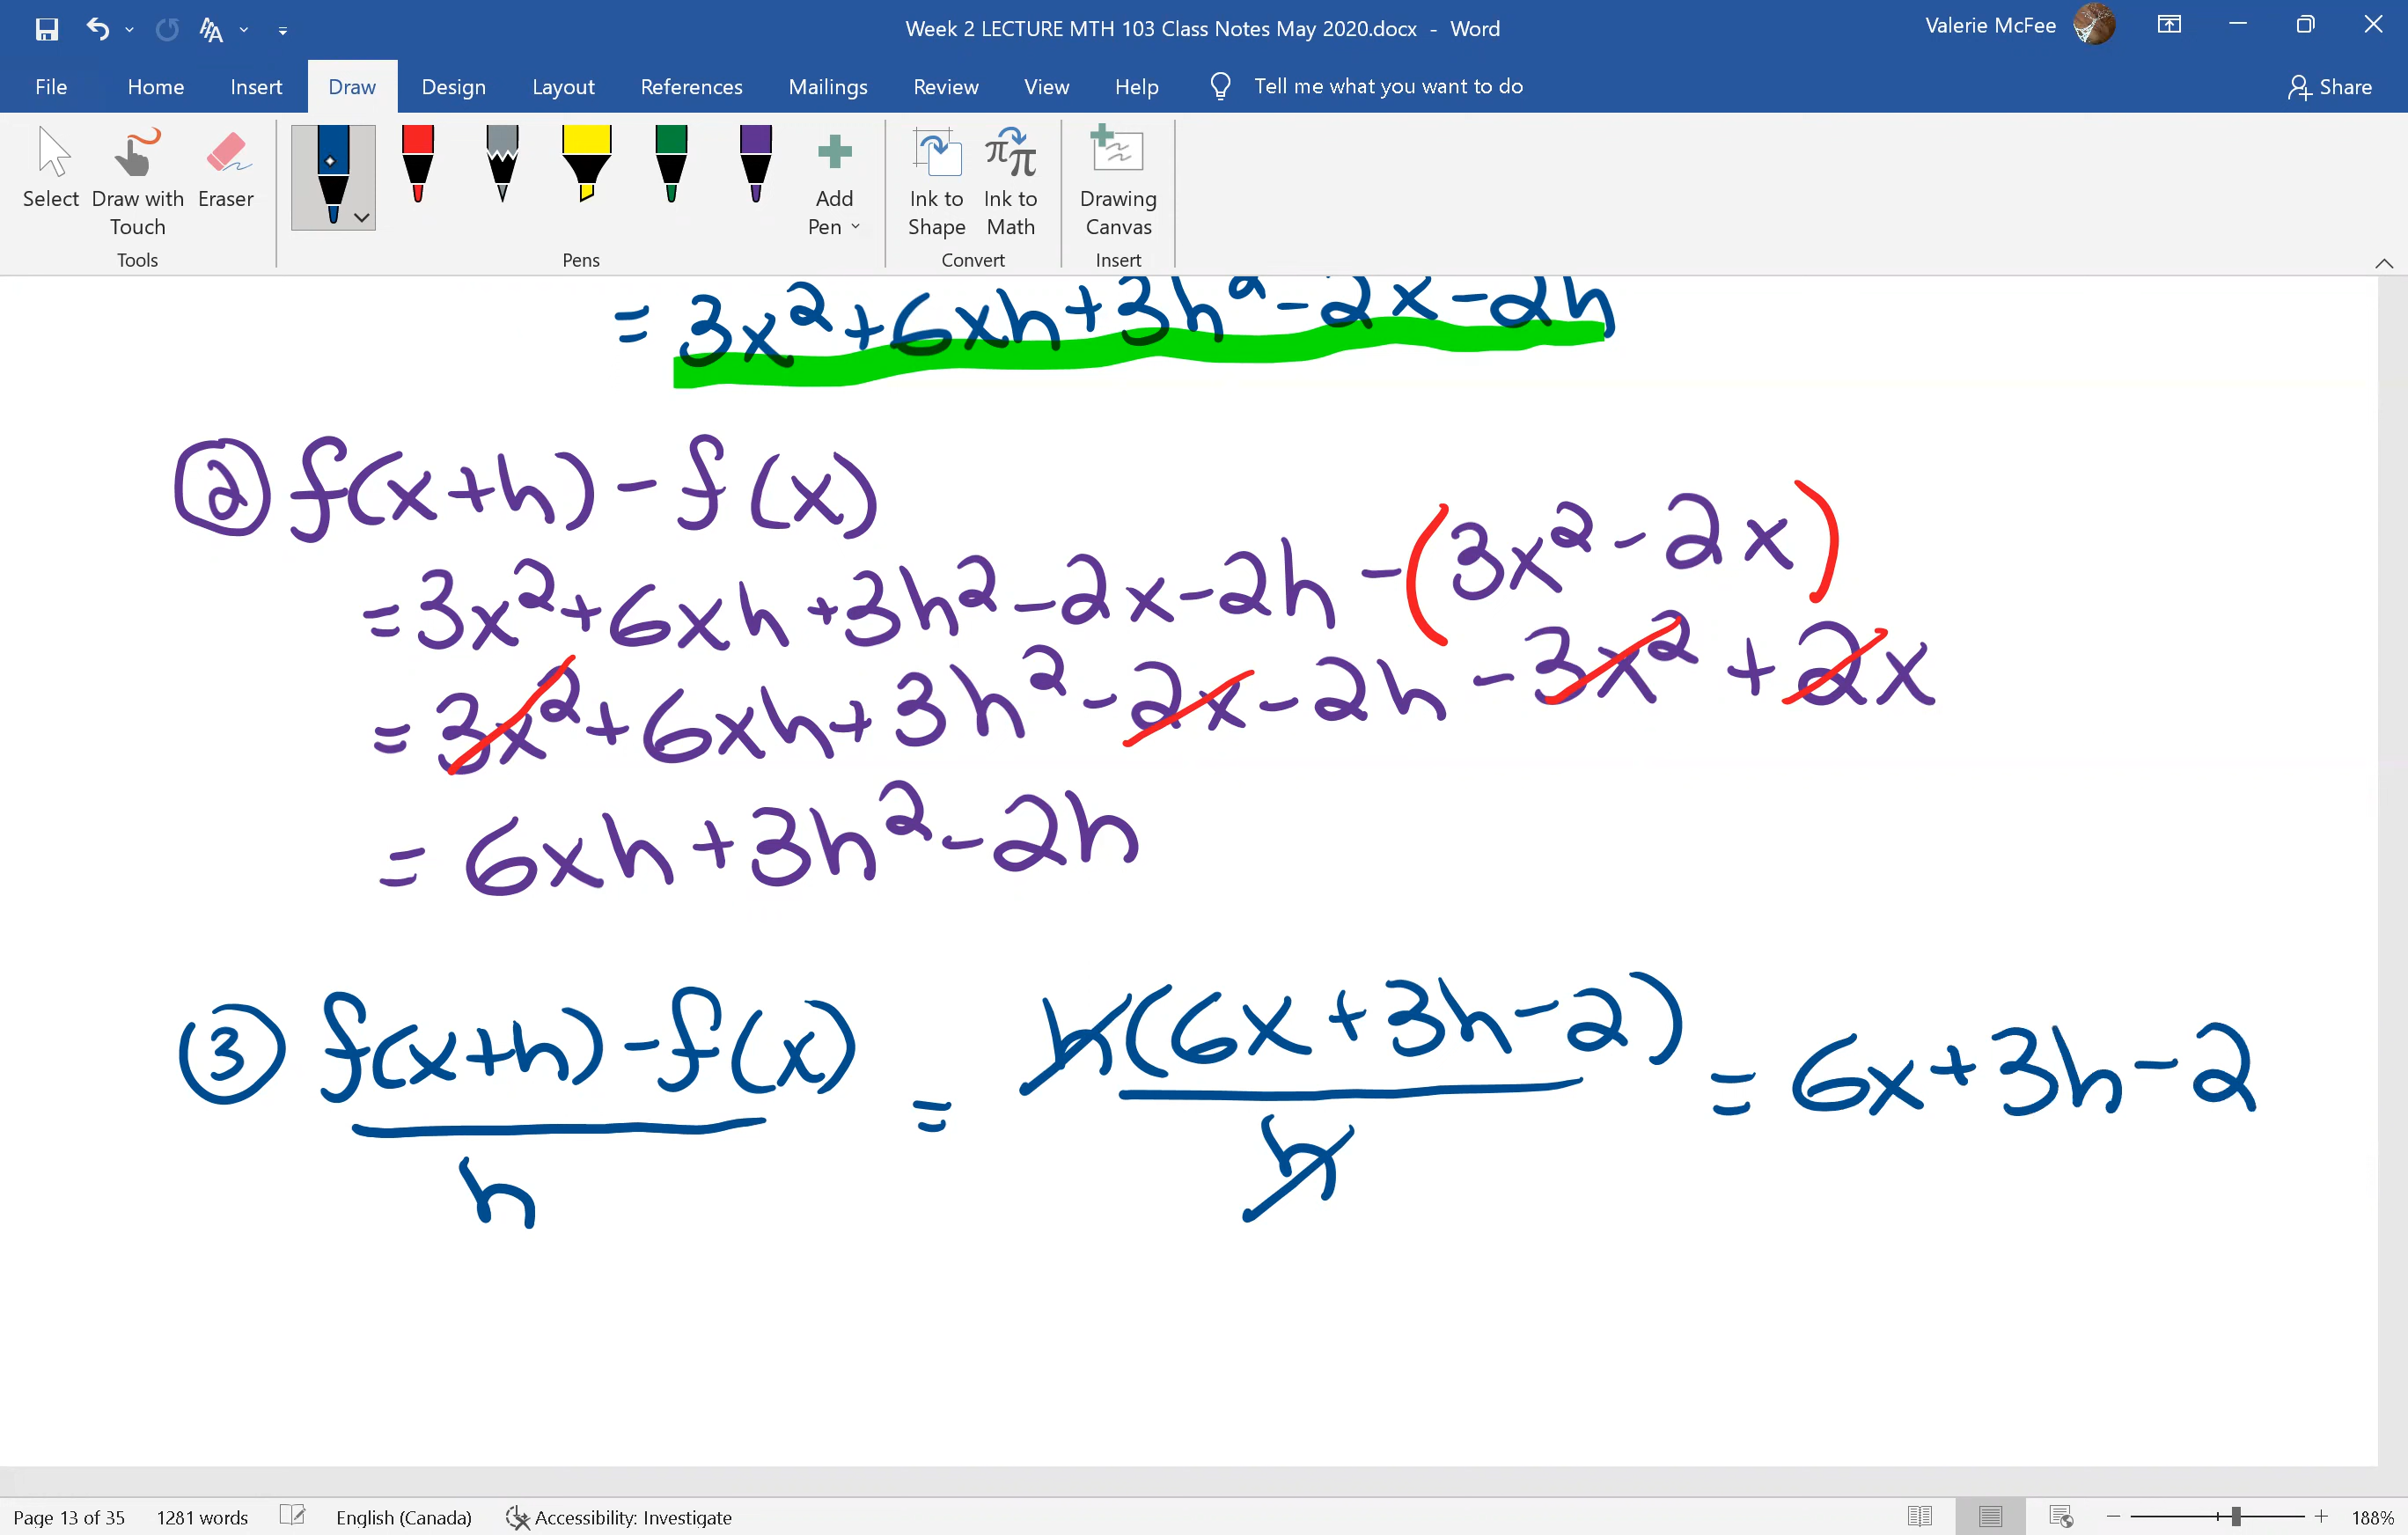 Week 2 LECTURE MTH 103 Class Notes May 2020.docx - Word
Valerie McFee
File Home Insert Draw Design Layout References Mailings Review View Help Tell me what you want to do Share
Select Draw with Touch Eraser Add Pen Ink to Shape Ink to Math Drawing Canvas
Tools Pens Convert Insert
= 3x²+6xh+3h²-2x-2h
② f(x+h)-f(x)
=3x²+6xh+3h²-2x-2h-(3x²-2x)
=3x²+6xh+3h²-2x-2h-3x²+2x
=6xh+3h²-2h
③ f(x+h)-f(x)/h = h(6x+3h-2)/h = 6x+3h-2
Page 13 of 35 1281 words English (Canada) Accessibility: Investigate 188%